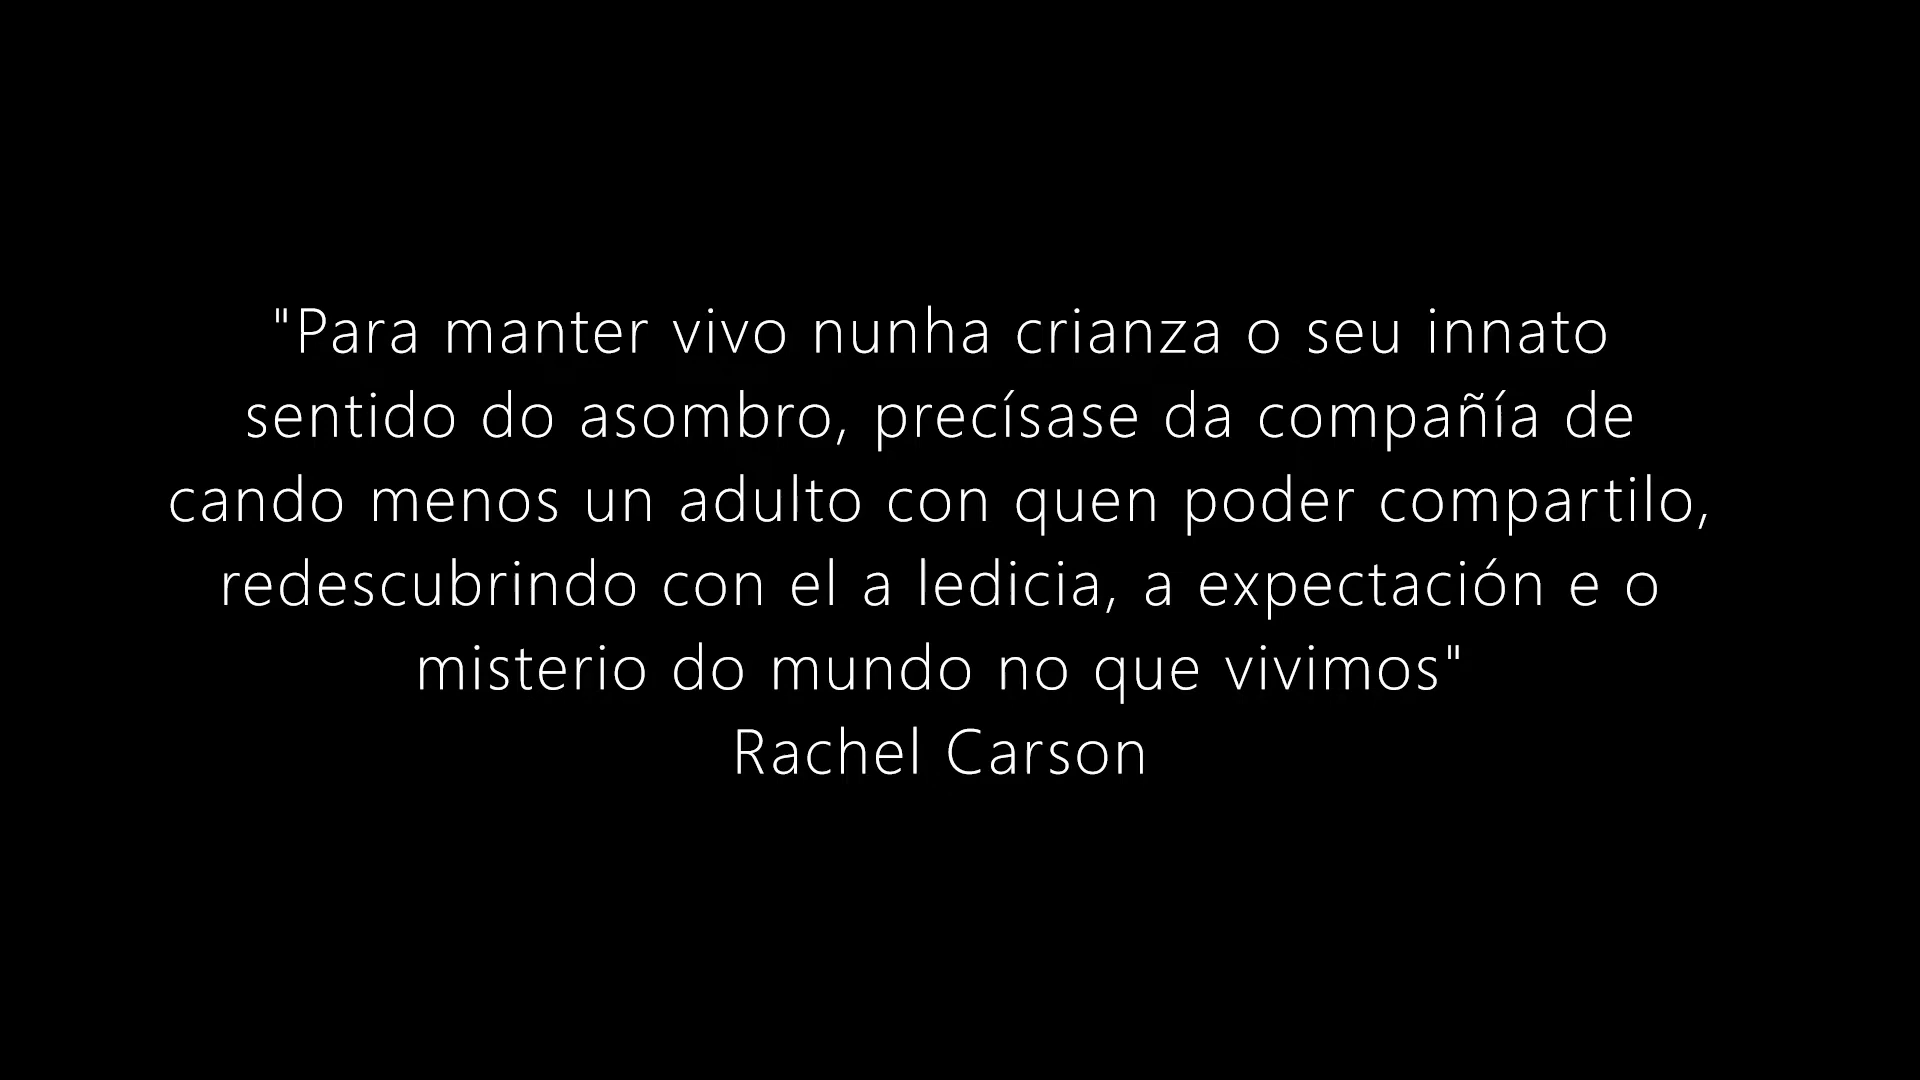 "Para manter vivo nunha crianza o seu innato
sentido do asombro, precísase da compañía de
cando menos un adulto con quen poder compartilo,
redescubrindo con el a ledicia, a expectación e o
misterio do mundo no que vivimos"
Rachel Carson